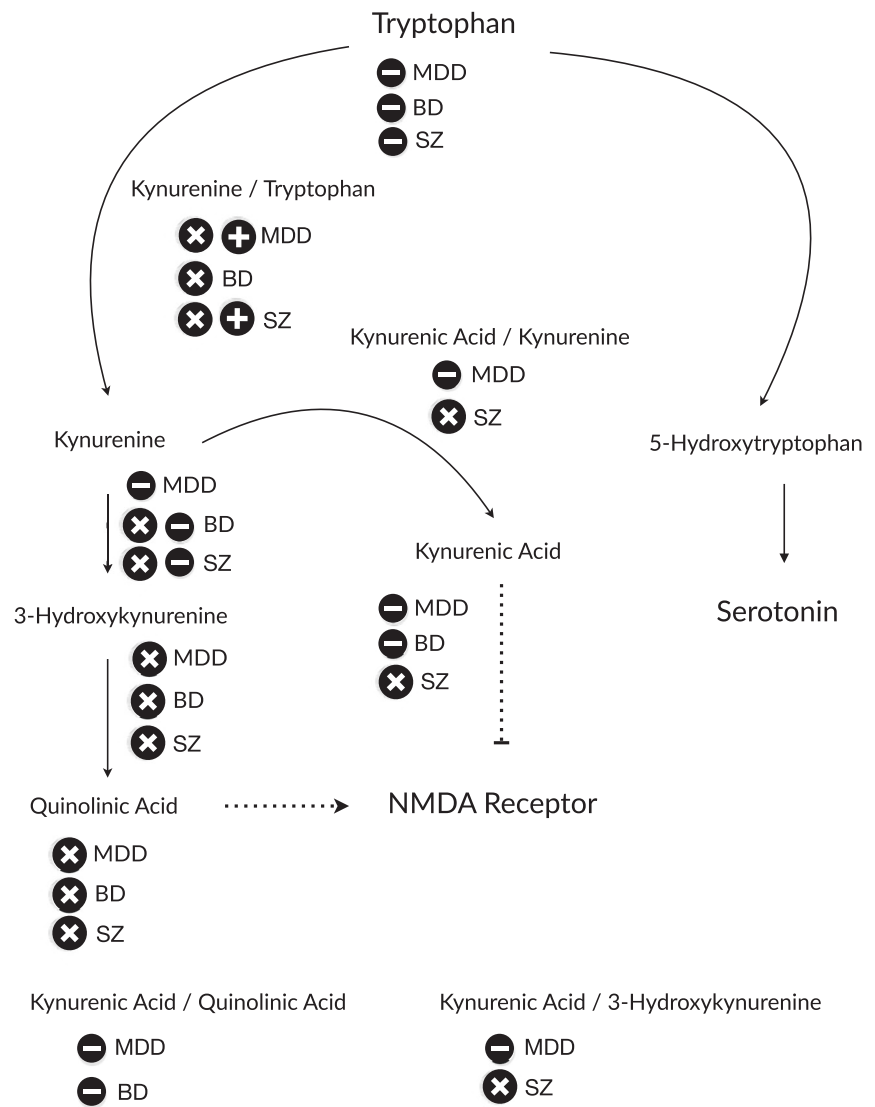 Tryptophan
MDD
BD
SZ
Kynurenine / Tryptophan
MDD
BD
SZ
Kynurenic Acid / Kynurenine
MDD
SZ
Kynurenine
MDD
BD
SZ
5-Hydroxytryptophan
Kynurenic Acid
MDD
BD
SZ
Serotonin
3-Hydroxykynurenine
MDD
BD
SZ
Quinolinic Acid
MDD
BD
SZ
NMDA Receptor
Kynurenic Acid / Quinolinic Acid
MDD
BD
Kynurenic Acid / 3-Hydroxykynurenine
MDD
SZ